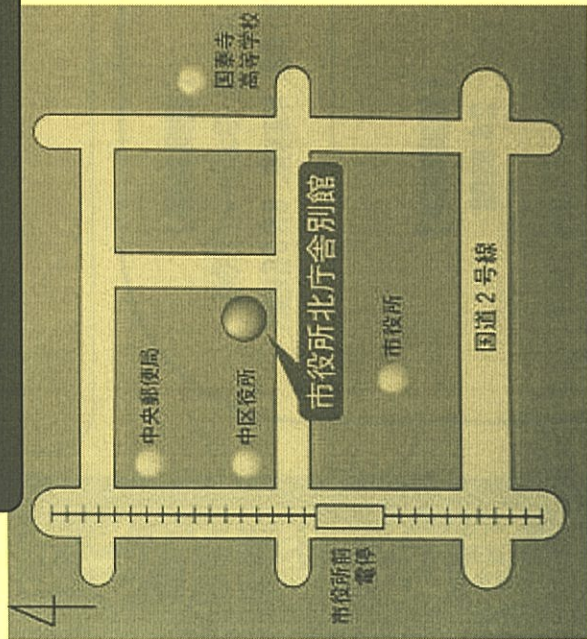 4
国泰寺
高等学校
中央郵便局
中区役所
市役所北庁舎別館
市役所
国道2号線
市役所前
電停